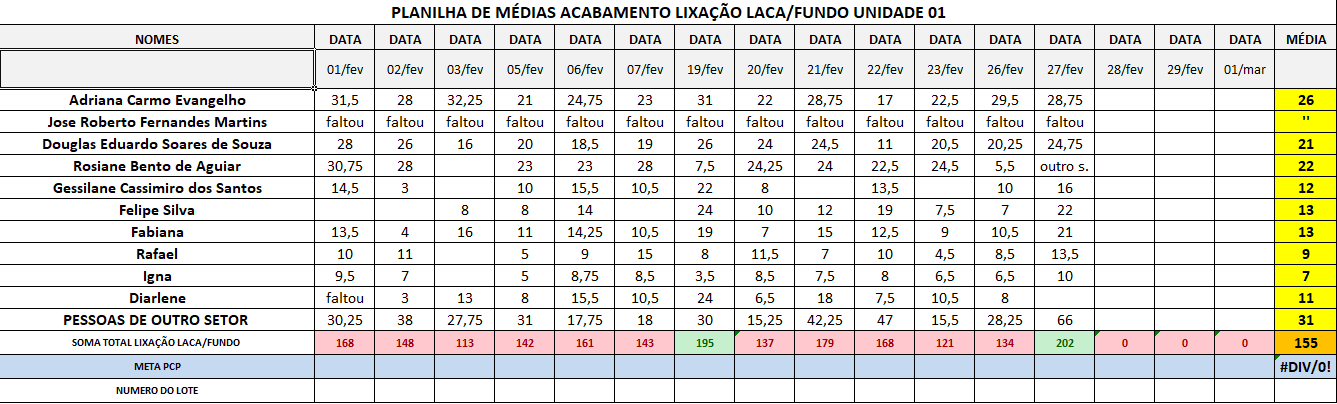 PLANILHA DE MÉDIAS ACABAMENTO LIXAÇÃO LACA/FUNDO UNIDADE 01
NOMES DATA DATA DATA DATA DATA DATA DATA DATA DATA DATA DATA DATA DATA DATA DATA DATA MÉDIA
01/fev 02/fev 03/fev 05/fev 06/fev 07/fev 19/fev 20/fev 21/fev 22/fev 23/fev 26/fev 27/fev 28/fev 29/fev 01/mar
Adriana Carmo Evangelho 31,5 28 32,25 21 24,75 23 31 22 28,75 17 22,5 29,5 28,75 26
Jose Roberto Fernandes Martins faltou faltou faltou faltou faltou faltou faltou faltou faltou faltou faltou faltou faltou "
Douglas Eduardo Soares de Souza 28 26 16 20 18,5 19 26 24 24,5 11 20,5 20,25 24,75 21
Rosiane Bento de Aguiar 30,75 28 23 23 28 7,5 24,25 24 22,5 24,5 5,5 outro s. 22
Gessilane Cassimiro dos Santos 14,5 3 10 15,5 10,5 22 8 13,5 10 16 12
Felipe Silva 8 8 14 24 10 12 19 7,5 7 22 13
Fabiana 13,5 4 16 11 14,25 10,5 19 7 15 12,5 9 10,5 21 13
Rafael 10 11 5 9 15 8 11,5 7 10 4,5 8,5 13,5 9
Igna 9,5 7 5 8,75 8,5 3,5 8,5 7,5 8 6,5 6,5 10 7
Diarlene faltou 3 13 8 15,5 10,5 24 6,5 18 7,5 10,5 8 11
PESSOAS DE OUTRO SETOR 30,25 38 27,75 31 17,75 18 30 15,25 42,25 47 15,5 28,25 66 31
SOMA TOTAL LIXAÇÃO LACA/FUNDO 168 148 113 142 161 143 195 137 179 168 121 134 202 0 0 0 155
META PCP #DIV/0!
NUMERO DO LOTE